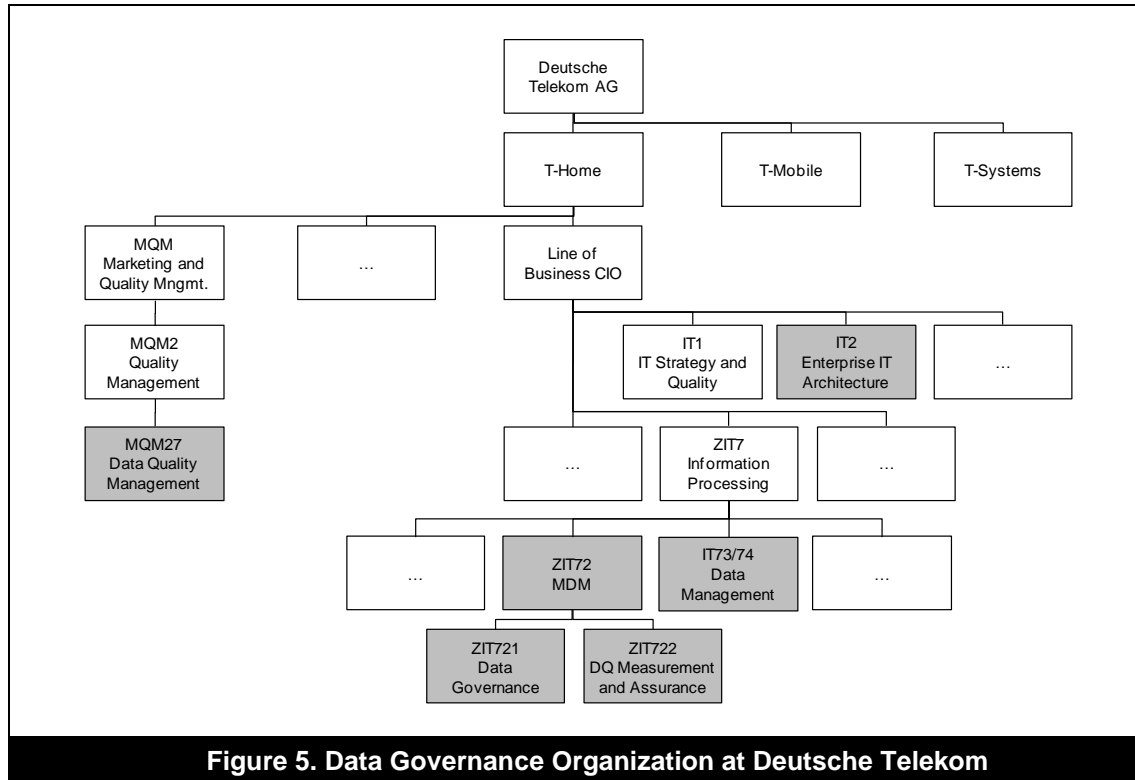 Deutsche
Telekom AG
T-Home
T-Mobile
T-Systems
MQM
Marketing and
Quality Mngmt.
…
Line of
Business CIO
MQM2
Quality
Management
IT1
IT Strategy and
Quality
IT2
Enterprise IT
Architecture
…
MQM27
Data Quality
Management
…
ZIT7
Information
Processing
…
…
ZIT72
MDM
IT73/74
Data
Management
…
ZIT721
Data
Governance
ZIT722
DQ Measurement
and Assurance
Figure 5. Data Governance Organization at Deutsche Telekom